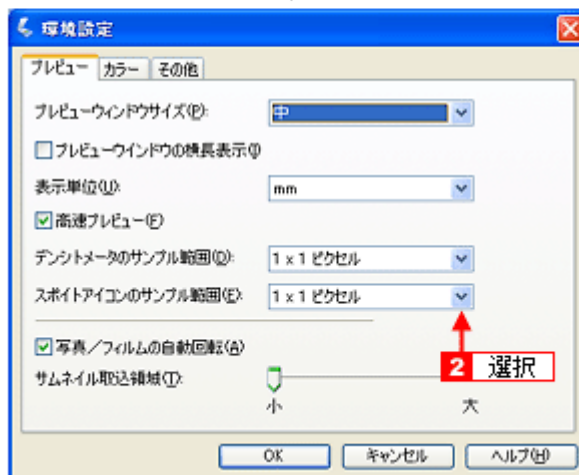 環境設定
プレビュー カラー その他
プレビューウィンドウサイズ(P): 中
プレビューウインドウの横長表示(I)
表示単位(U): mm
高速プレビュー(F)
デンシトメータのサンプル範囲(D): 1 x 1 ピクセル
スポイトアイコンのサンプル範囲(E): 1 x 1 ピクセル
写真/フィルムの自動回転(A)
2 選択
サムネイル取込領域(T):
小 大
OK キャンセル ヘルプ(H)